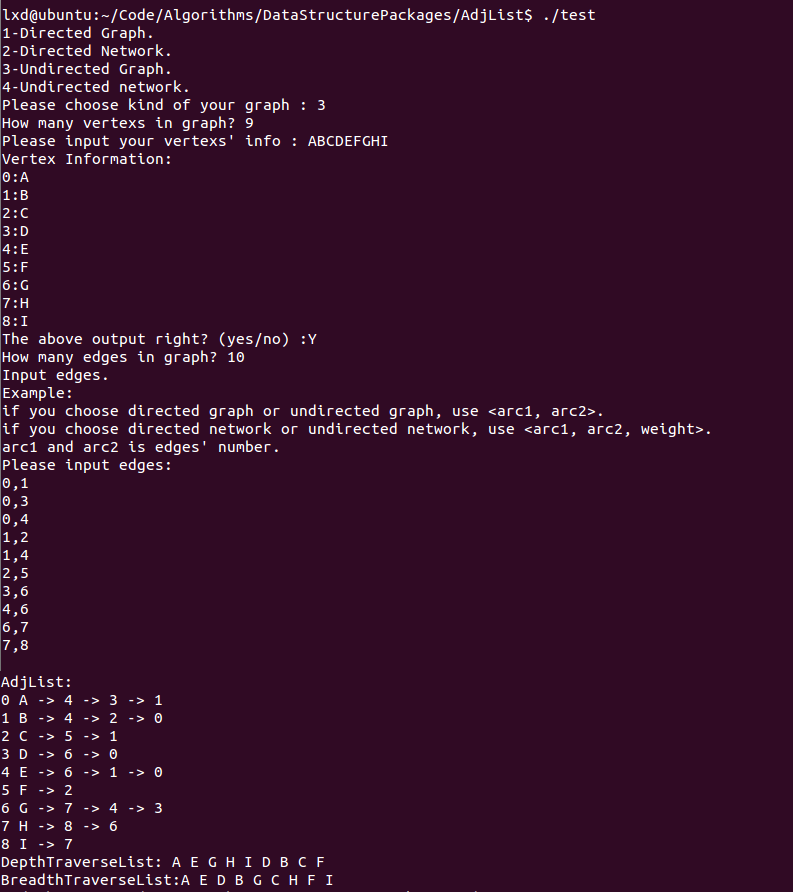 lxd@ubuntu:~/Code/Algorithms/DataStructurePackages/AdjList$ ./test
1-Directed Graph.
2-Directed Network.
3-Undirected Graph.
4-Undirected network.
Please choose kind of your graph : 3
How many vertexs in graph? 9
Please input your vertexs' info : ABCDEFGHI
Vertex Information:
0:A
1:B
2:C
3:D
4:E
5:F
6:G
7:H
8:I
The above output right? (yes/no) :Y
How many edges in graph? 10
Input edges.
Example:
if you choose directed graph or undirected graph, use <arc1, arc2>.
if you choose directed network or undirected network, use <arc1, arc2, weight>.
arc1 and arc2 is edges' number.
Please input edges:
0,1
0,3
0,4
1,2
1,4
2,5
3,6
4,6
6,7
7,8
AdjList:
0 A -> 4 -> 3 -> 1
1 B -> 4 -> 2 -> 0
2 C -> 5 -> 1
3 D -> 6 -> 0
4 E -> 6 -> 1 -> 0
5 F -> 2
6 G -> 7 -> 4 -> 3
7 H -> 8 -> 6
8 I -> 7
DepthTraverseList: A E G H I D B C F
BreadthTraverseList:A E D B G C H F I